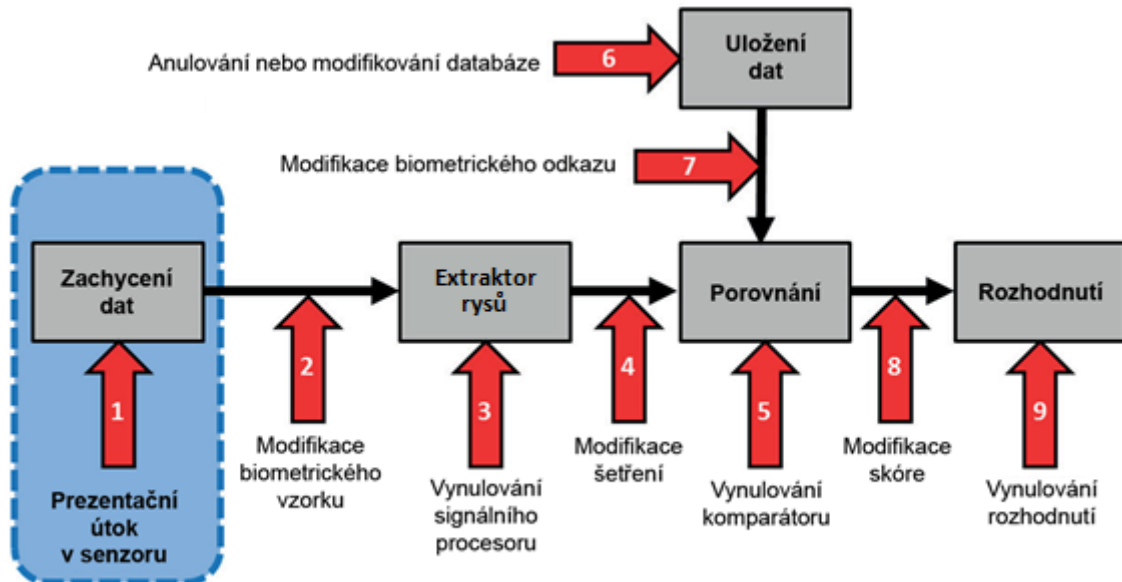 Uložení
dat
Anulování nebo modifikování databáze
6
Modifikace biometrického odkazu
7
Zachycení
dat
Extraktor
rysů
Porovnání
Rozhodnutí
1
2
3
4
5
8
9
Prezentační
útok
v senzoru
Modifikace
biometrického
vzorku
Vynulování
signálního
procesoru
Modifikace
šetření
Vynulování
komparátoru
Modifikace
skóre
Vynulování
rozhodnutí